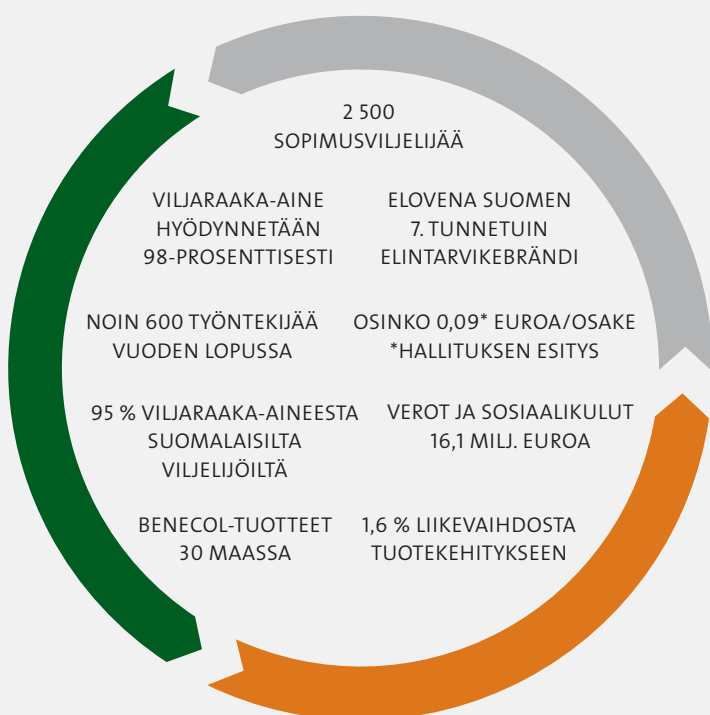 2 500
SOPIMUSVILJELIJÄÄ
VILJARAAKA-AINE
HYÖDYNNETÄÄN
98-PROSENTTISESTI
ELOVENA SUOMEN
7. TUNNETUIN
ELINTARVIKEBRÄNDI
NOIN 600 TYÖNTEKIJÄÄ
VUODEN LOPUSSA
OSINKO 0,09* EUROA/OSAKE
*HALLITUKSEN ESITYS
95 % VILJARAAKA-AINEESTA
SUOMALAISILTA
VILJELIJÖILTÄ
VEROT JA SOSIAALIKULUT
16,1 MILJ. EUROA
BENECOL-TUOTTEET
30 MAASSA
1,6 % LIIKEVAIHDOSTA
TUOTEKEHITYKSEEN